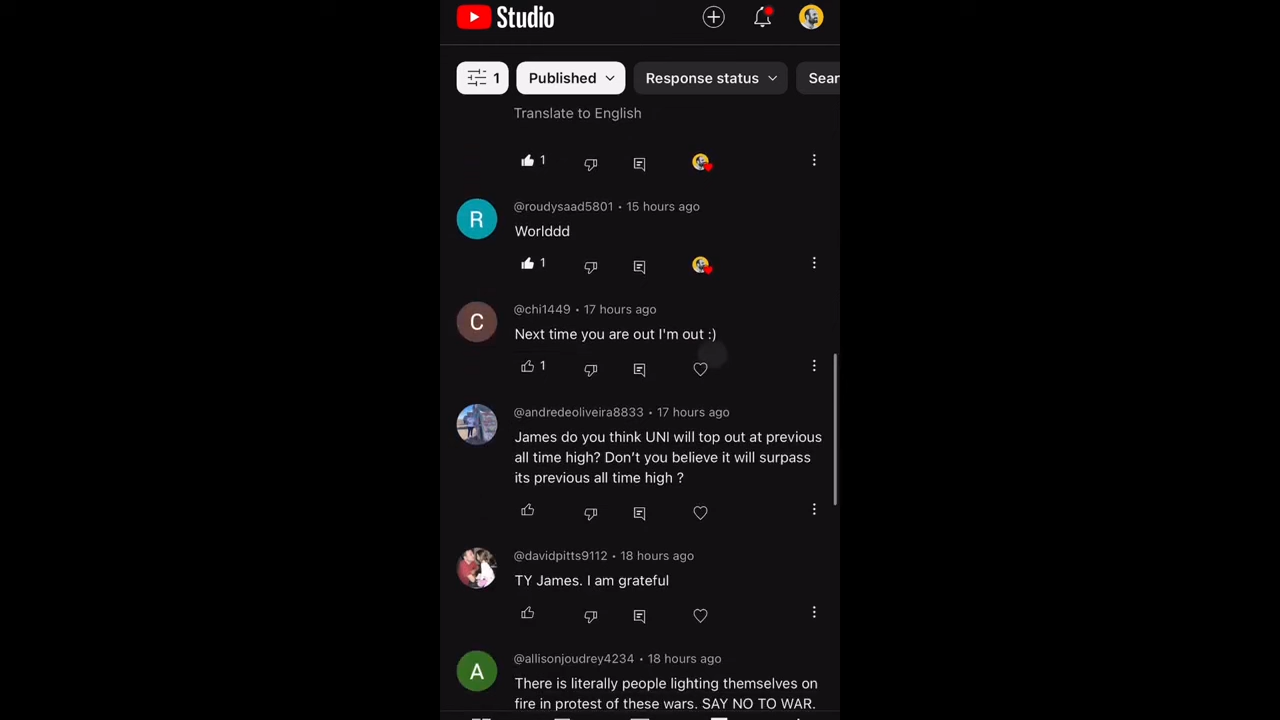 Studio
1
Published
Response status
Sear
Translate to English
1
@roudysaad5801 • 15 hours ago
R
Worlddd
1
@chi1449 • 17 hours ago
C
Next time you are out I'm out :)
1
@andredeoliveira8833 • 17 hours ago
James do you think UNI will top out at previous
all time high? Don’t you believe it will surpass
its previous all time high ?
@davidpitts9112 • 18 hours ago
TY James. I am grateful
@allisonjoudrey4234 • 18 hours ago
A
There is literally people lighting themselves on
fire in protest of these wars. SAY NO TO WAR.